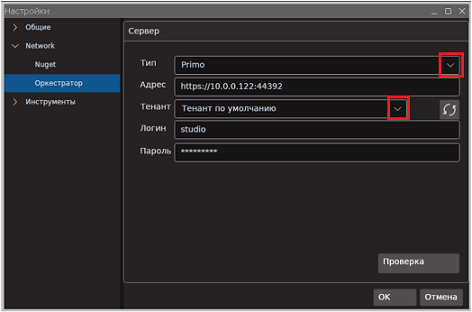 Настройки
Общие
Network
Nuget
Оркестратор
Инструменты
Сервер
Тип Primo
Адрес https://10.0.0.122:44392
Тенант Тенант по умолчанию
Логин studio
Пароль *********
Проверка
OK Отмена